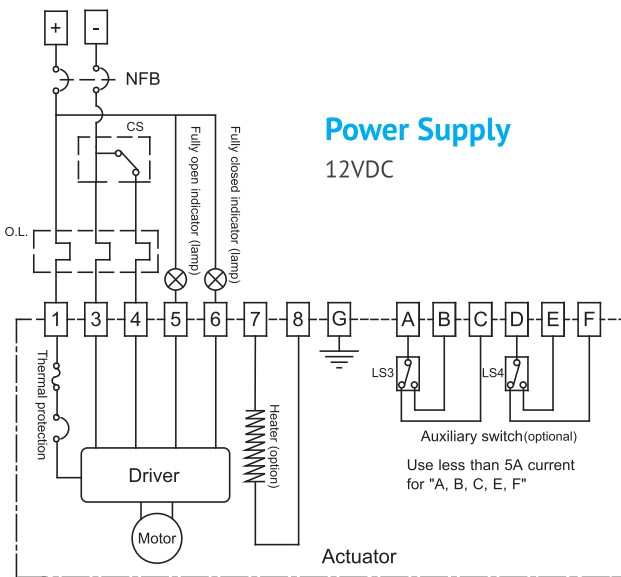 + -
NFB
CS
Fully open indicator (lamp)
Fully closed indicator (lamp)
Power Supply
12VDC
O.L.
1 3 4 5 6 7 8 G A B C D E F
Thermal protection
Heater (option)
LS3
LS4
Auxiliary switch(optional)
Use less than 5A current
for "A, B, C, E, F"
Driver
Motor
Actuator